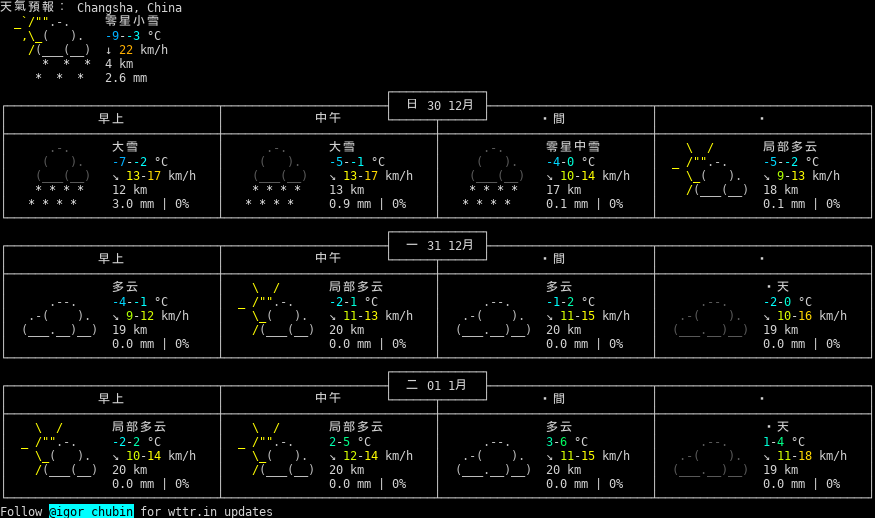 天氣預報： Changsha, China
零星小雪
-9--3 °C
↓ 22 km/h
4 km
2.6 mm
日 30 12月
早上 中午 ・間 ・
大雪 大雪 零星中雪 局部多云
-7--2 °C -5--1 °C -4-0 °C -5--2 °C
↘ 13-17 km/h ↘ 13-17 km/h ↘ 10-14 km/h ↘ 9-13 km/h
12 km 13 km 17 km 18 km
3.0 mm | 0% 0.9 mm | 0% 0.1 mm | 0% 0.1 mm | 0%
一 31 12月
早上 中午 ・間 ・
多云 局部多云 多云 ・天
-4--1 °C -2-1 °C -1-2 °C -2-0 °C
↘ 9-12 km/h ↘ 11-13 km/h ↘ 11-15 km/h ↘ 10-16 km/h
19 km 20 km 20 km 19 km
0.0 mm | 0% 0.0 mm | 0% 0.0 mm | 0% 0.0 mm | 0%
二 01 1月
早上 中午 ・間 ・
局部多云 局部多云 多云 ・天
-2-2 °C 2-5 °C 3-6 °C 1-4 °C
↘ 10-14 km/h ↘ 12-14 km/h ↘ 11-15 km/h ↘ 11-18 km/h
20 km 20 km 20 km 19 km
0.0 mm | 0% 0.0 mm | 0% 0.0 mm | 0% 0.0 mm | 0%
Follow @igor_chubin for wttr.in updates